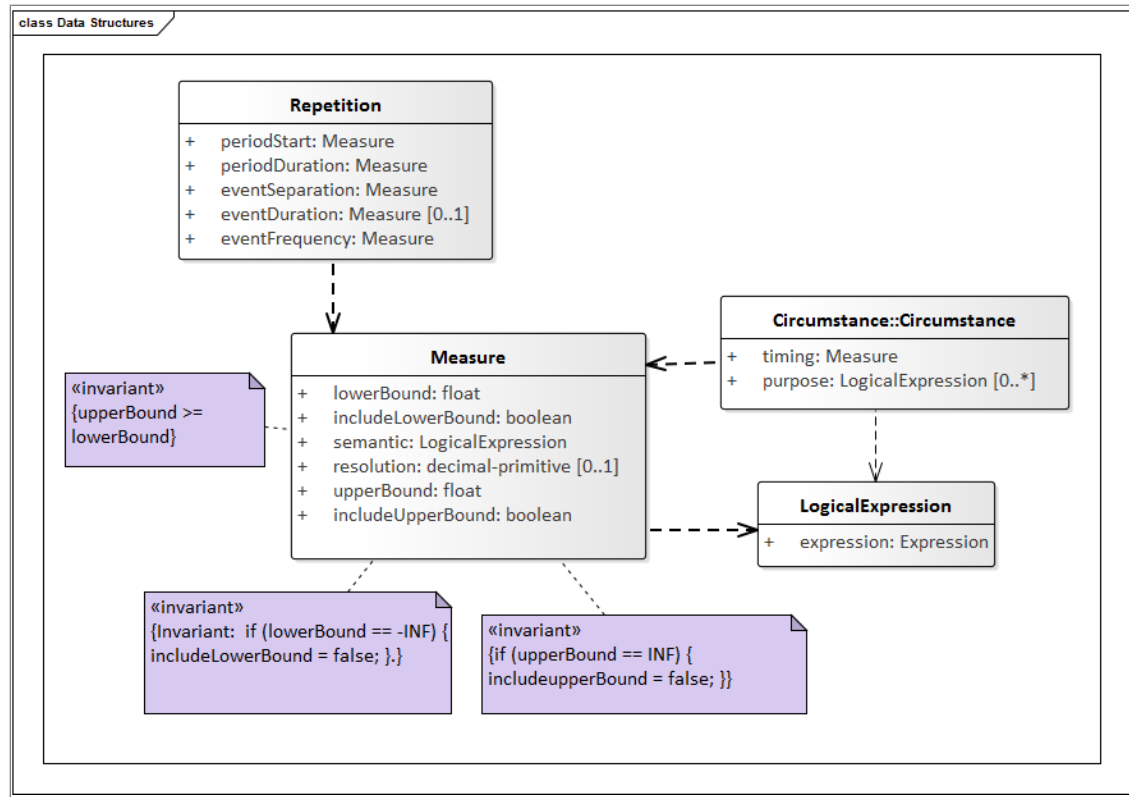 class Data Structures
Repetition
+ periodStart: Measure
+ periodDuration: Measure
+ eventSeparation: Measure
+ eventDuration: Measure [0..1]
+ eventFrequency: Measure
Circumstance::Circumstance
+ timing: Measure
+ purpose: LogicalExpression [0..*]
Measure
+ lowerBound: float
+ includeLowerBound: boolean
+ semantic: LogicalExpression
+ resolution: decimal-primitive [0..1]
+ upperBound: float
+ includeUpperBound: boolean
«invariant»
{upperBound >=
lowerBound}
LogicalExpression
+ expression: Expression
«invariant»
{Invariant:  if (lowerBound == -INF) {
includeLowerBound = false; }.}
«invariant»
{if (upperBound == INF) {
includeupperBound = false; }}